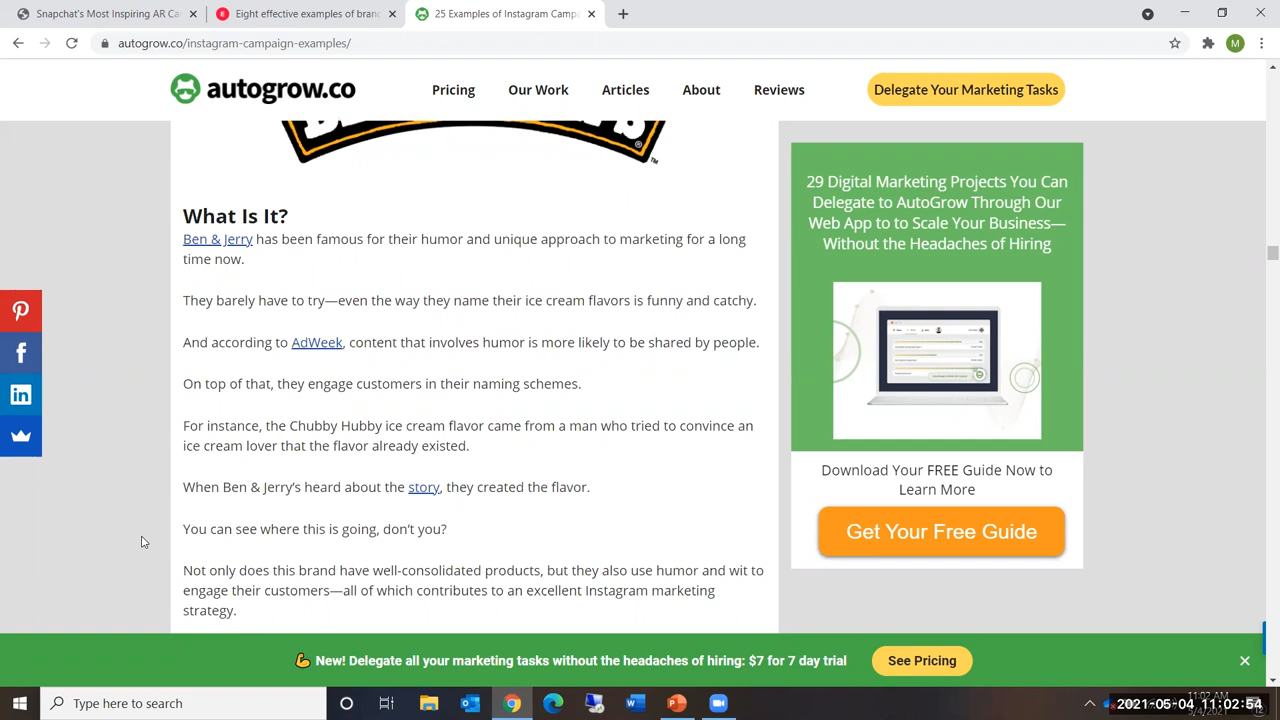 Snapchat's Most Inspiring AR Ca
Eight effective examples of bran
25 Examples of Instagram Camp
autogrow.co/instagram-campaign-examples/
M
autogrow.co
Pricing
Our Work
Articles
About
Reviews
Delegate Your Marketing Tasks
What Is It?
Ben & Jerry has been famous for their humor and unique approach to marketing for a long
time now.
They barely have to try—even the way they name their ice cream flavors is funny and catchy.
And according to AdWeek, content that involves humor is more likely to be shared by people.
On top of that, they engage customers in their naming schemes.
For instance, the Chubby Hubby ice cream flavor came from a man who tried to convince an
ice cream lover that the flavor already existed.
When Ben & Jerry's heard about the story, they created the flavor.
You can see where this is going, don't you?
Not only does this brand have well-consolidated products, but they also use humor and wit to
engage their customers—all of which contributes to an excellent Instagram marketing
strategy.
29 Digital Marketing Projects You Can
Delegate to AutoGrow Through Our
Web App to to Scale Your Business—
Without the Headaches of Hiring
Download Your FREE Guide Now to
Learn More
Get Your Free Guide
New! Delegate all your marketing tasks without the headaches of hiring: $7 for 7 day trial
See Pricing
Type here to search
11:02 AM
2021-05-04 11:02:54
5/4/2021